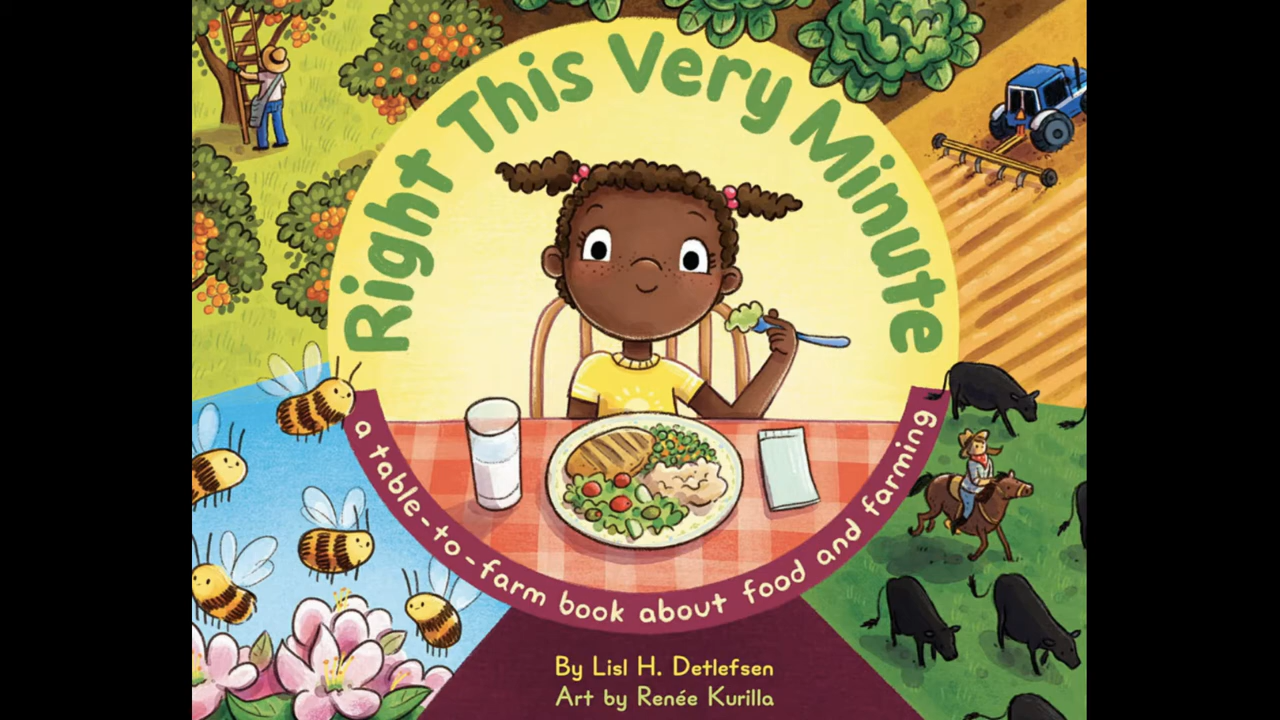 Right This Very Minute
a table-to-farm book about food and farming
By Lisl H. Detlefsen
Art by Renée Kurilla